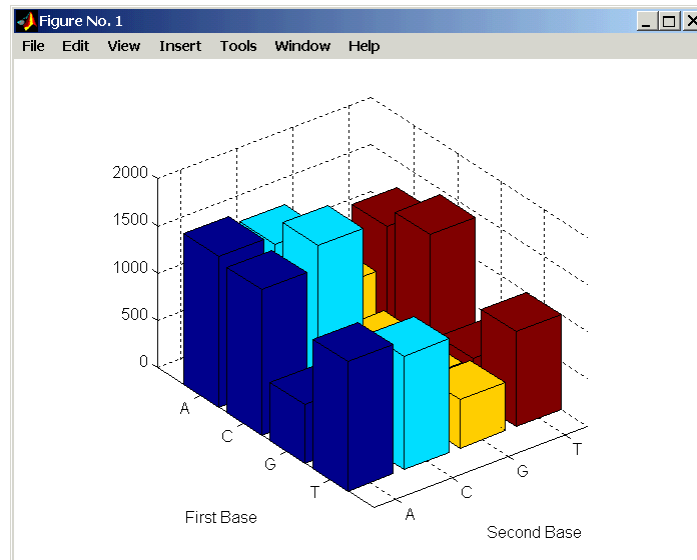 Figure No. 1
File Edit View Insert Tools Window Help
2000
1500
1000
500
0
A
C
G
T
First Base
A
C
G
T
Second Base